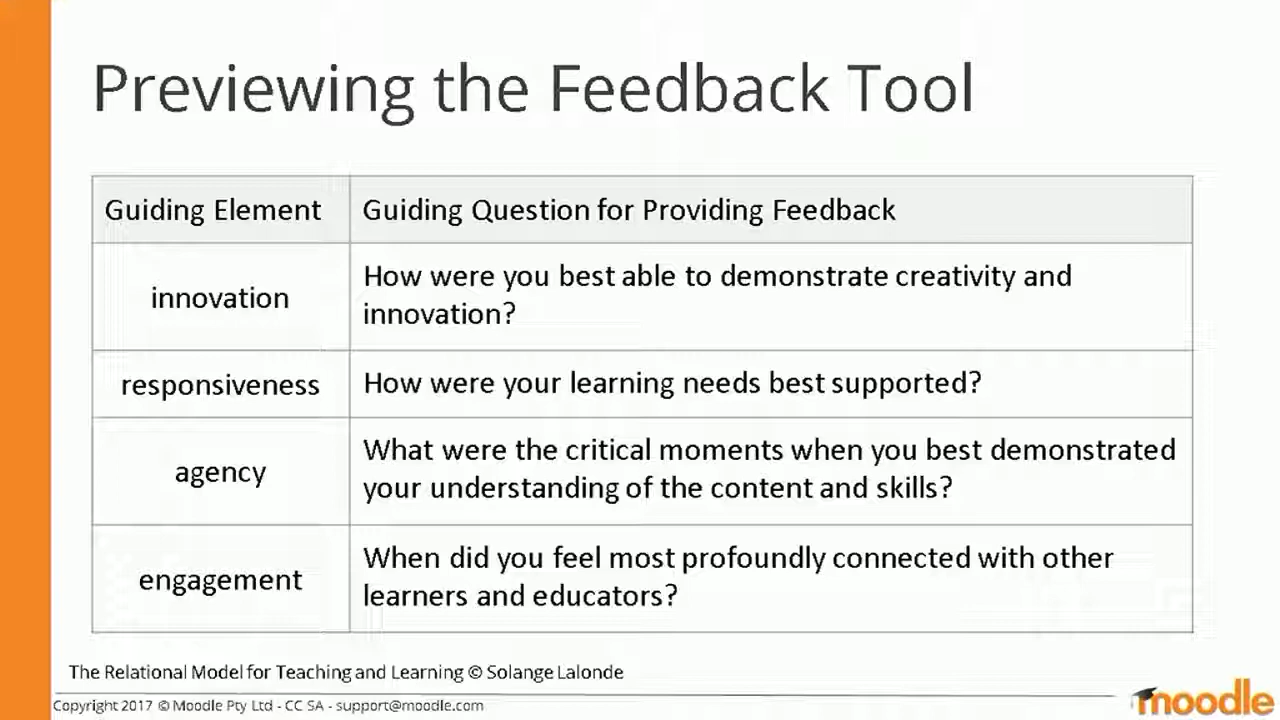 Previewing the Feedback Tool
Guiding Element
Guiding Question for Providing Feedback
innovation
How were you best able to demonstrate creativity and
innovation?
responsiveness
How were your learning needs best supported?
agency
What were the critical moments when you best demonstrated
your understanding of the content and skills?
engagement
When did you feel most profoundly connected with other
learners and educators?
The Relational Model for Teaching and Learning © Solange Lalonde
Copyright 2017 © Moodle Pty Ltd - CC SA - support@moodle.com
moodle